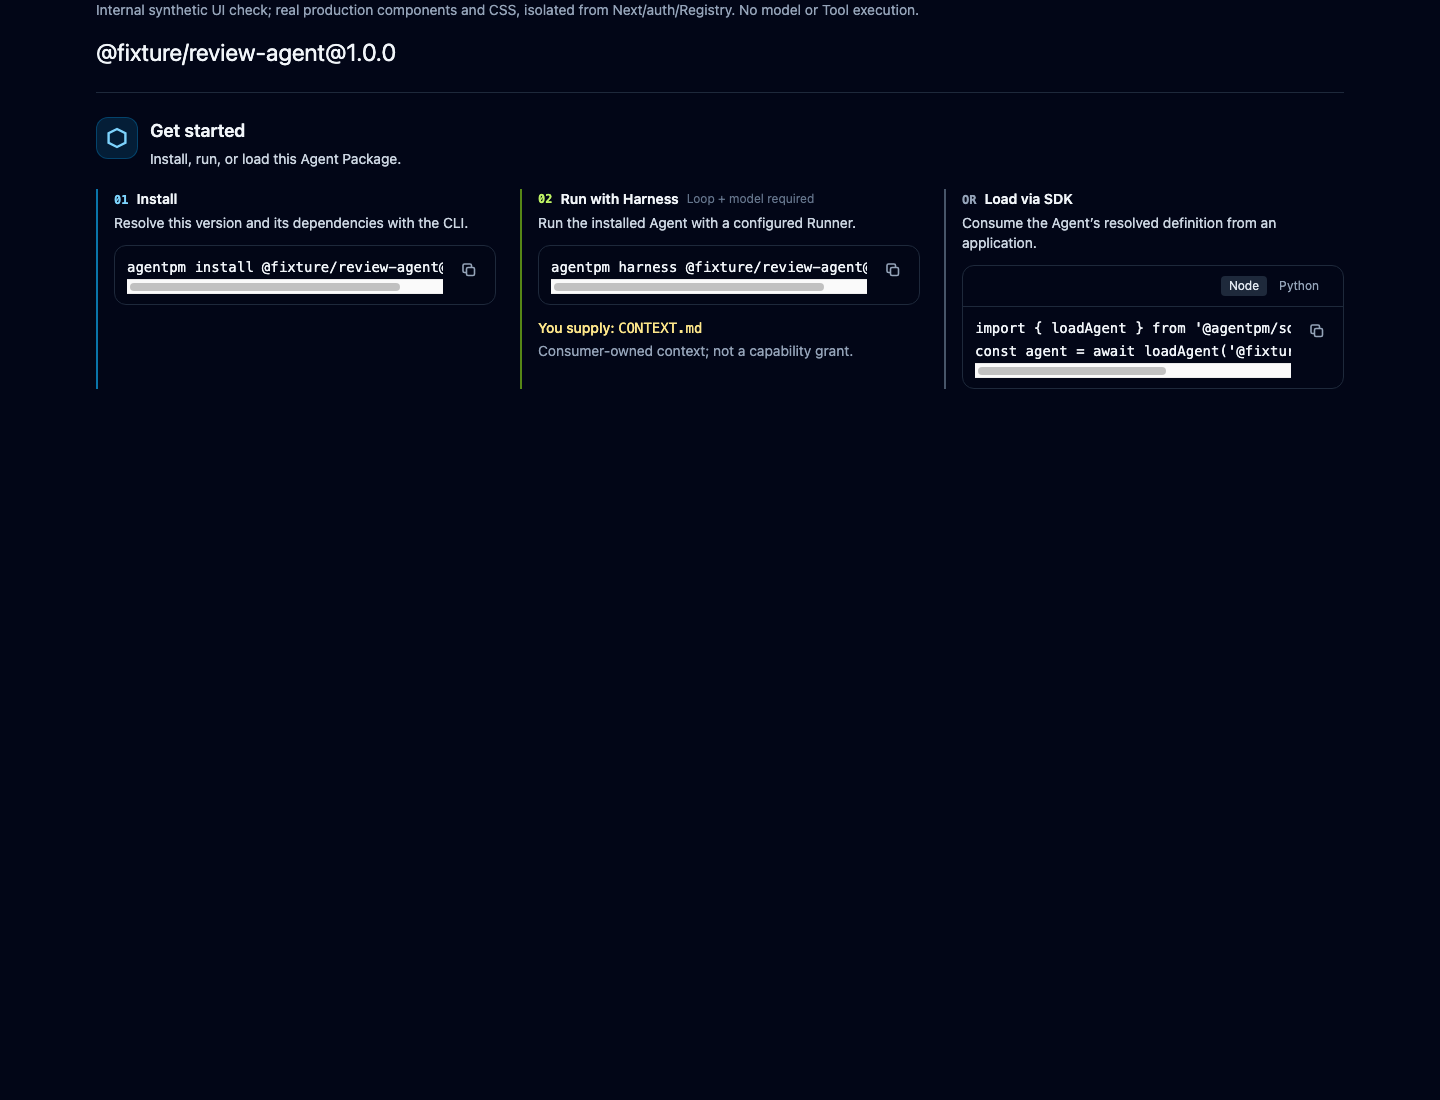 Internal synthetic UI check; real production components and CSS, isolated from Next/auth/Registry. No model or Tool execution.
@fixture/review-agent@1.0.0
Get started
Install, run, or load this Agent Package.
01 Install
Resolve this version and its dependencies with the CLI.
agentpm install @fixture/review-agent@
02 Run with Harness Loop + model required
Run the installed Agent with a configured Runner.
agentpm harness @fixture/review-agent@
You supply: CONTEXT.md
Consumer-owned context; not a capability grant.
OR Load via SDK
Consume the Agent’s resolved definition from an
application.
Node Python
import { loadAgent } from '@agentpm/sd
const agent = await loadAgent('@fixtur